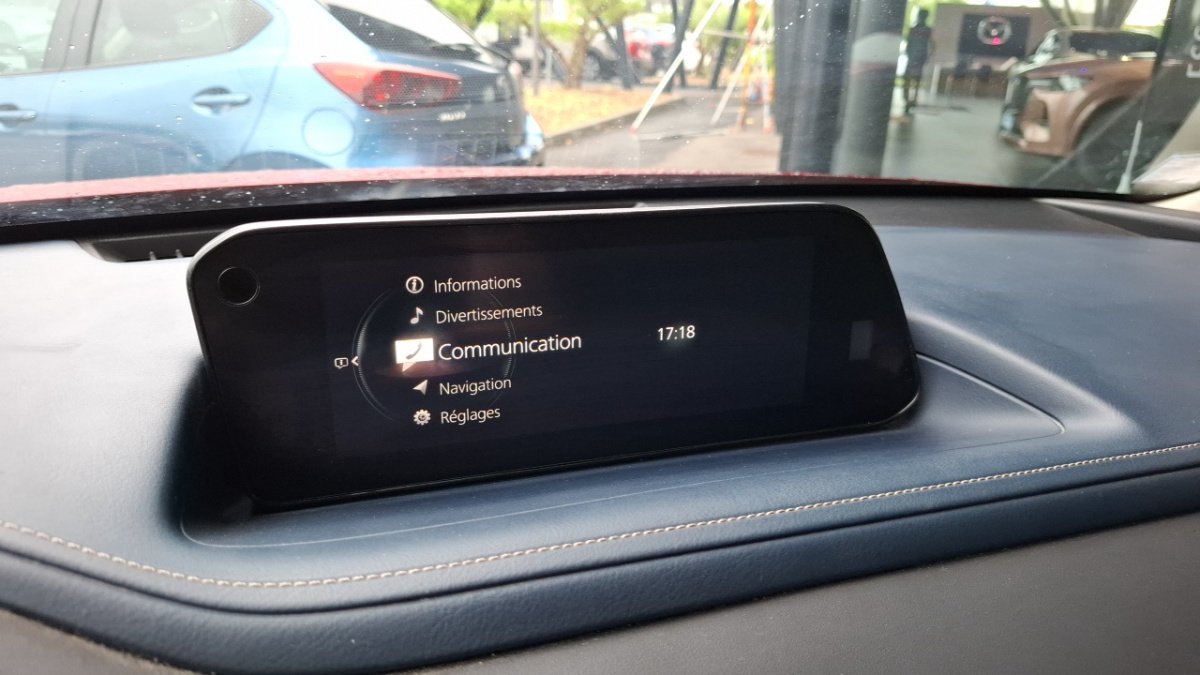 Informations
Divertissements
Communication
17:18
Navigation
Réglages